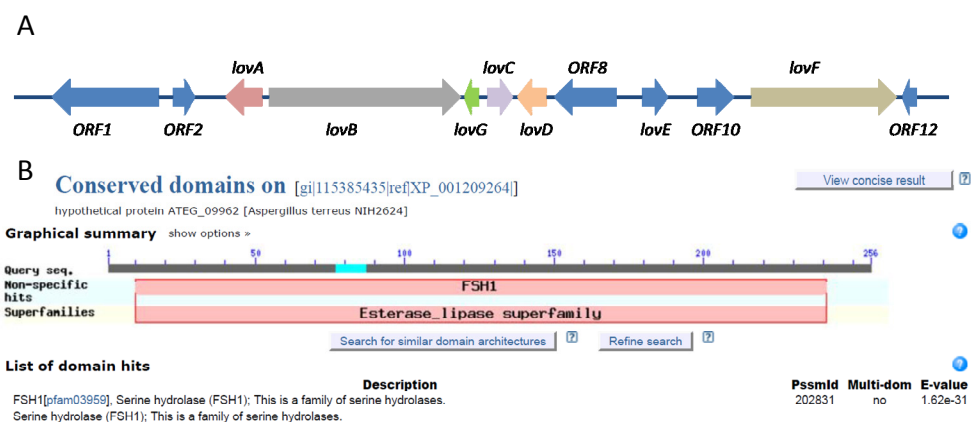 A
lovA lovC ORF8 lovF
ORF1 ORF2 lovB lovG lovD lovE ORF10 ORF12
B
Conserved domains on [gi|115385435|ref|XP_001209264|]
View concise result ?
hypothetical protein ATEG_09962 [Aspergillus terreus NIH2624]
Graphical summary show options » ?
1 50 100 150 200 256
Query seq.
Non-specific hits FSH1
Superfamilies Esterase_lipase superfamily
Search for similar domain architectures ? Refine search ?
List of domain hits ?
Description PssmId Multi-dom E-value
FSH1[pfam03959], Serine hydrolase (FSH1); This is a family of serine hydrolases. 202831 no 1.62e-31
Serine hydrolase (FSH1); This is a family of serine hydrolases.